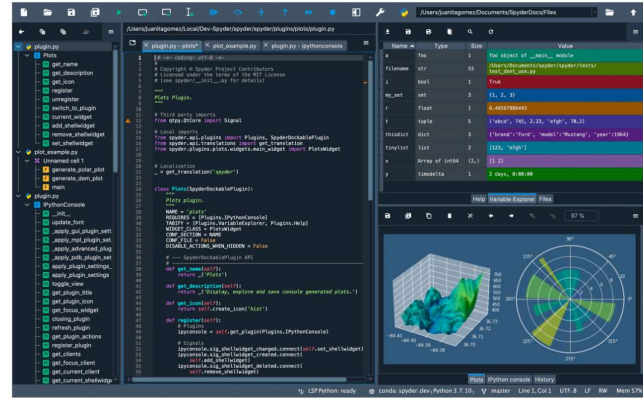 /Users/juanitagomez/Documents/SpyderDocs/Files
plugin.py
Plots
get_name
get_description
get_icon
register
unregister
switch_to_plugin
current_widget
add_shellwidget
remove_shellwidget
set_shellwidget
plot_example.py
Unnamed cell 1
generate_polar_plot
generate_dem_plot
main
plugin.py
IPythonConsole
__init__
update_font
_apply_gui_plugin_sett
_apply_mpl_plugin_set
_apply_advanced_plug
_apply_pdb_plugin_set
apply_plugin_settings_
apply_plugin_settings
toggle_view
get_plugin_title
get_plugin_icon
get_focus_widget
closing_plugin
refresh_plugin
get_plugin_actions
register_plugin
get_clients
get_focus_client
get_current_client
get_current_shellwidge
/Users/juanitagomez/Local/Dev-Spyder/spyder/spyder/plugins/plots/plugin.py
plugin.py - plots*
plot_example.py
plugin.py - ipythonconsole
# -*- coding: utf-8 -*-
#
# Copyright © Spyder Project Contributors
# Licensed under the terms of the MIT License
# (see spyder/__init__.py for details)
"""
Plots Plugin.
"""
# Third party imports
from qtpy.QtCore import Signal
# Local imports
from spyder.api.plugins import Plugins, SpyderDockablePlugin
from spyder.api.translations import get_translation
from spyder.plugins.plots.widgets.main_widget import PlotsWidget
# Localization
_ = get_translation('spyder')
class Plots(SpyderDockablePlugin):
"""
Plots plugin.
"""
NAME = 'plots'
REQUIRES = [Plugins.IPythonConsole]
TABIFY = [Plugins.VariableExplorer, Plugins.Help]
WIDGET_CLASS = PlotsWidget
CONF_SECTION = NAME
CONF_FILE = False
DISABLE_ACTIONS_WHEN_HIDDEN = False
# --- SpyderDockablePlugin API
def get_name(self):
return _('Plots')
def get_description(self):
return _('Display, explore and save console generated plots.')
def get_icon(self):
return self.create_icon('hist')
def register(self):
# Plugins
ipyconsole = self.get_plugin(Plugins.IPythonConsole)
# Signals
ipyconsole.sig_shellwidget_changed.connect(self.set_shellwidget)
ipyconsole.sig_shellwidget_created.connect(
self.add_shellwidget)
ipyconsole.sig_shellwidget_deleted.connect(
self.remove_shellwidget)
Name Type Size Value
a foo 1 foo object of __main__ module
filename str 53 /Users/Documents/spyder/spyder/tests/
test_dont_use.py
i bool 1 True
my_set set 3 {1, 2, 3}
r float 1 6.46567886443
t tuple 5 ('abcd', 745, 2.23, 'efgh', 70.2)
thisdict dict 3 {'brand':'Ford', 'model':'Mustang', 'year':1964}
tinylist list 2 [123, 'efgh']
x Array of int64 (2,) [1 2]
y timedelta 1 2 days, 0:00:00
Help Variable Explorer Files
97 %
90°
135°
45°
180°
0°
225°
315°
270°
Plots IPython console History
LSP Python: ready
conda: spyder.dev (Python 3.7.10)
master
Line 1, Col 1
UTF-8
LF
RW
Mem 57%